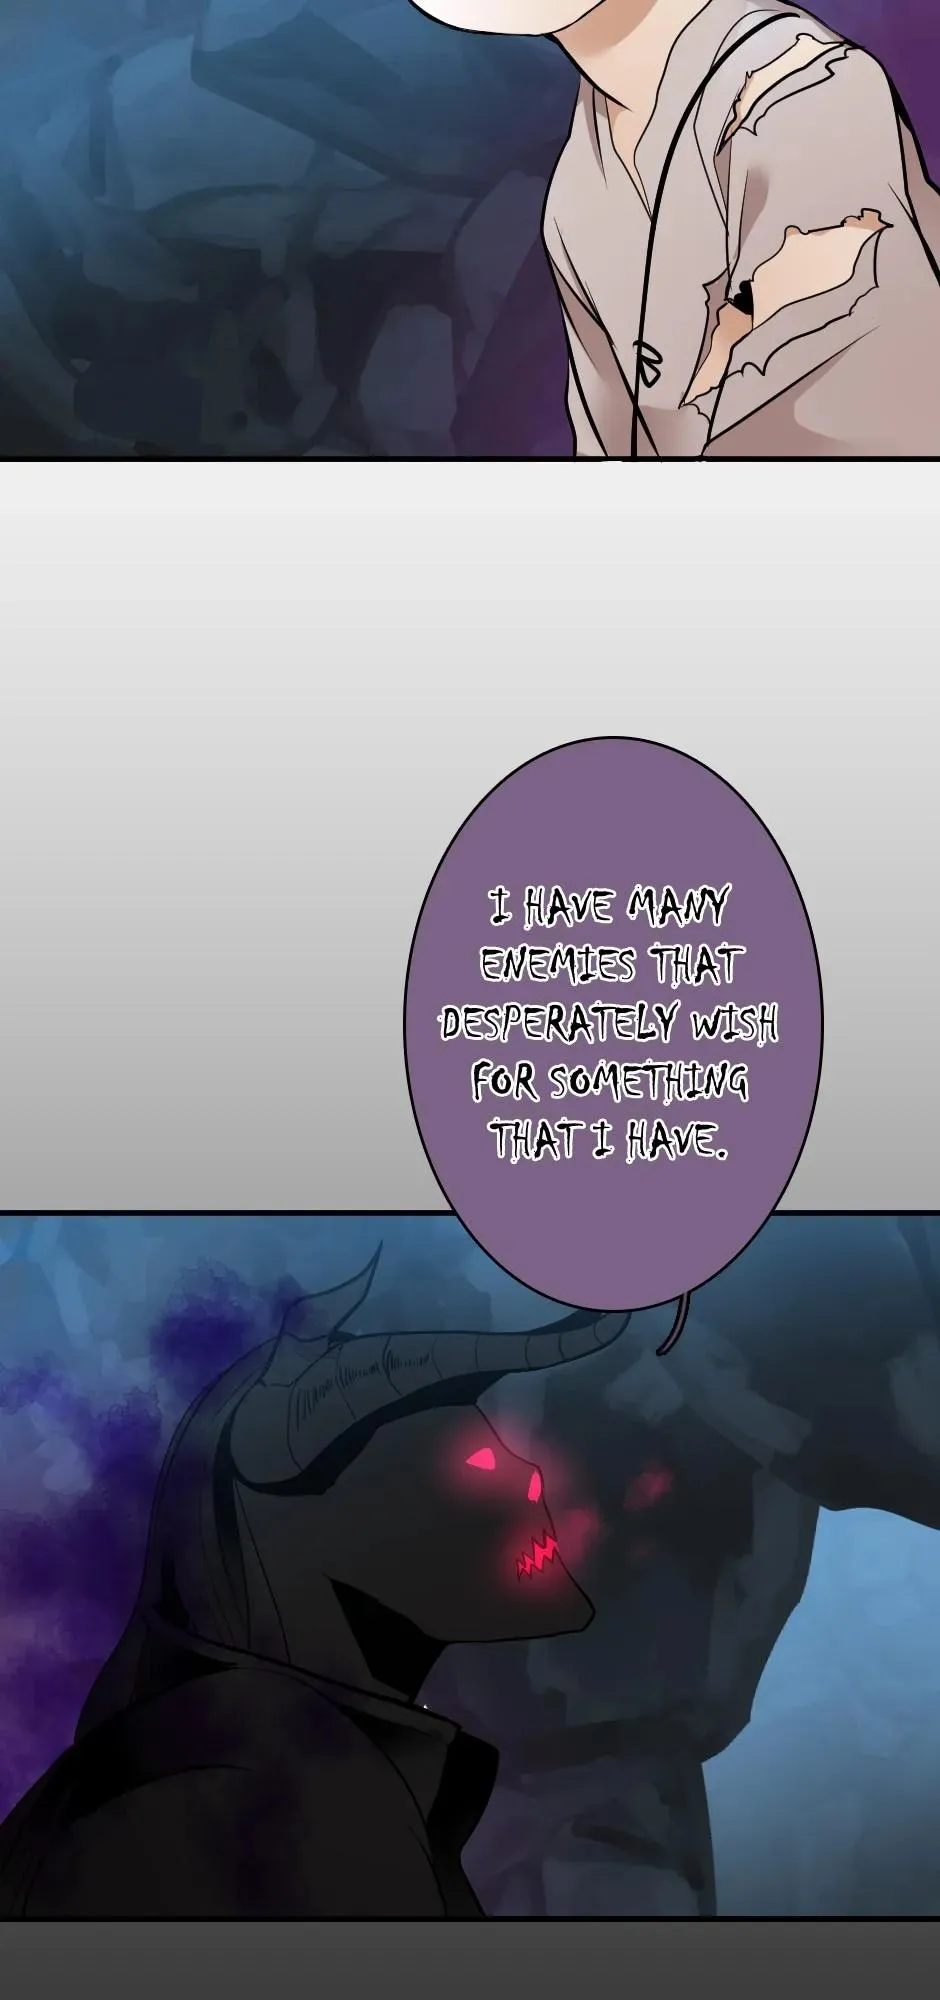 I HAVE MANY
ENEMIES THAT
DESPERATELY WISH
FOR SOMETHING
THAT I HAVE.